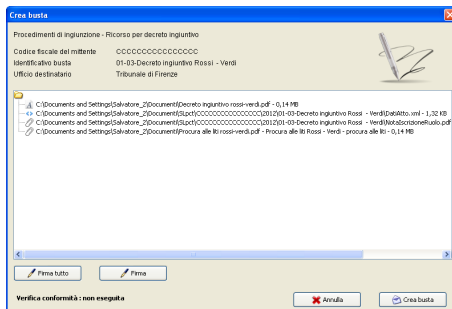 Crea busta
Procedimenti di ingiunzione - Ricorso per decreto ingiuntivo
Codice fiscale del mittente CCCCCCCCCCCCCCCC
Identificativo busta 01-03-Decreto ingiuntivo Rossi - Verdi
Ufficio destinatario Tribunale di Firenze
C:\Documents and Settings\Salvatore_2\Documenti\Decreto ingiuntivo rossi-verdi.pdf - 0,14 MB
C:\Documents and Settings\Salvatore_2\Documenti\SLpct\CCCCCCCCCCCCCCCC\2012\01-03-Decreto ingiuntivo Rossi - Verdi\DatiAtto.xml - 1,32 KB
C:\Documents and Settings\Salvatore_2\Documenti\SLpct\CCCCCCCCCCCCCCCC\2012\01-03-Decreto ingiuntivo Rossi - Verdi\NotaIscrizioneRuolo.pdf
C:\Documents and Settings\Salvatore_2\Documenti\Procura alle liti rossi-verdi.pdf - Procura alle liti Rossi - Verdi - procura alle liti - 0,14 MB
Firma tutto Firma
Verifica conformità : non eseguita Annulla Crea busta